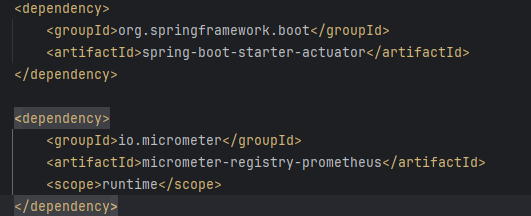 <dependency>
    <groupId>org.springframework.boot</groupId>
    <artifactId>spring-boot-starter-actuator</artifactId>
</dependency>

<dependency>
    <groupId>io.micrometer</groupId>
    <artifactId>micrometer-registry-prometheus</artifactId>
    <scope>runtime</scope>
</dependency>